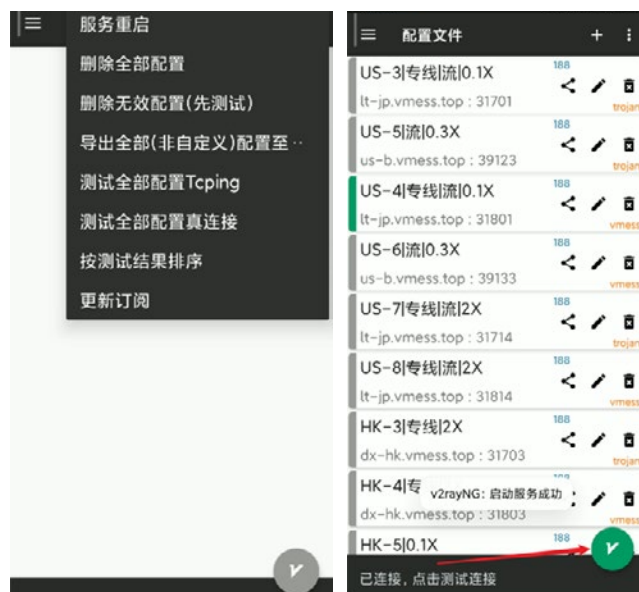 服务重启
删除全部配置
删除无效配置(先测试)
导出全部(非自定义)配置至··
测试全部配置Tcping
测试全部配置真连接
按测试结果排序
更新订阅
配置文件
US-3|专线|流|0.1X
188
lt-jp.vmess.top : 31701
trojan
US-5|流|0.3X
188
us-b.vmess.top : 39123
trojan
US-4|专线|流|0.1X
188
lt-jp.vmess.top : 31801
vmess
US-6|流|0.3X
188
us-b.vmess.top : 39133
vmess
US-7|专线|流|2X
188
lt-jp.vmess.top : 31714
trojan
US-8|专线|流|2X
188
lt-jp.vmess.top : 31814
vmess
HK-3|专线|2X
188
dx-hk.vmess.top : 31703
trojan
HK-4|专
v2rayNG: 启动服务成功
dx-hk.vmess.top : 31803
vmess
HK-5|0.1X
188
已连接，点击测试连接